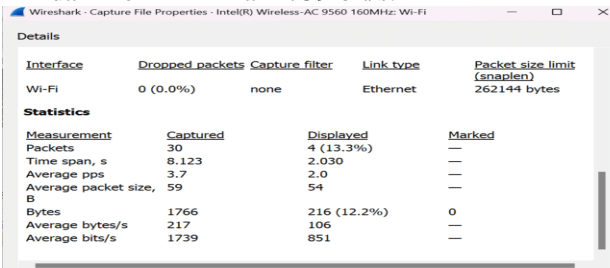 Wireshark · Capture File Properties · Intel(R) Wireless-AC 9560 160MHz: Wi-Fi
Details
Interface Dropped packets Capture filter Link type Packet size limit (snaplen)
Wi-Fi 0 (0.0%) none Ethernet 262144 bytes
Statistics
Measurement Captured Displayed Marked
Packets 30 4 (13.3%) —
Time span, s 8.123 2.030 —
Average pps 3.7 2.0 —
Average packet size, B 59 54 —
Bytes 1766 216 (12.2%) 0
Average bytes/s 217 106 —
Average bits/s 1739 851 —